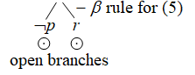 – β rule for (5)
¬p r
⊙ ⊙
open branches